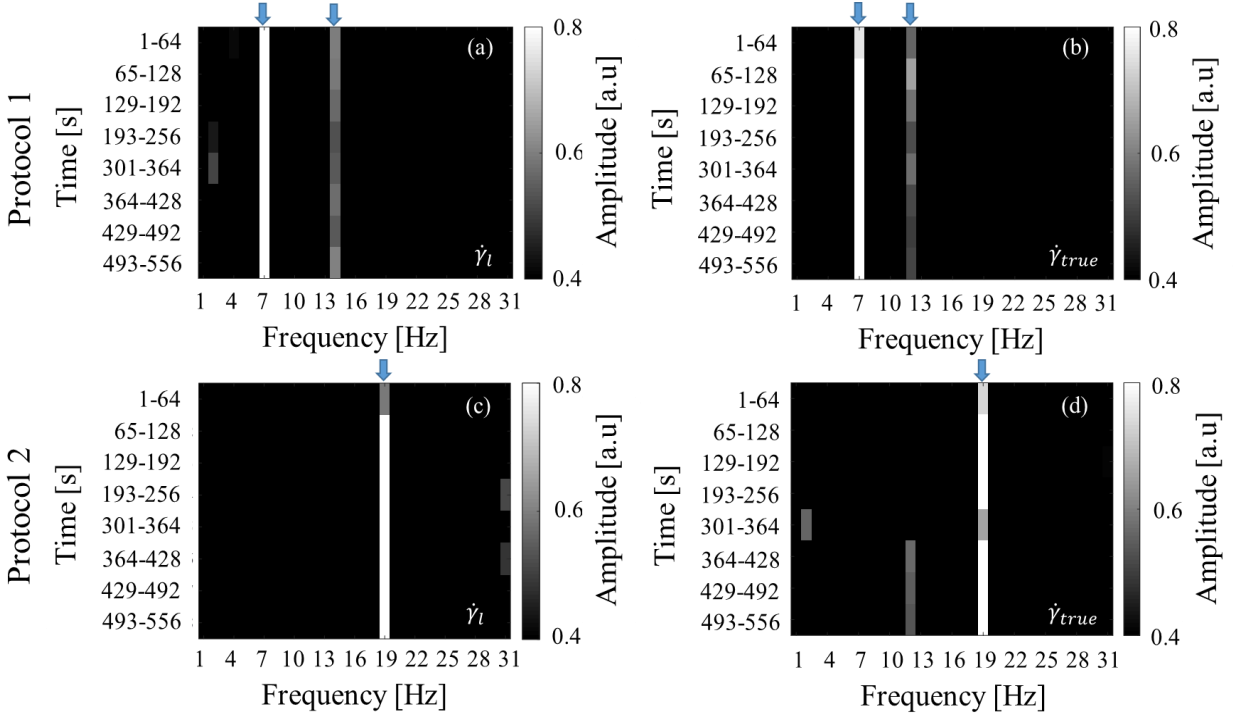 Protocol 1
Time [s]
1-64
65-128
129-192
193-256
301-364
364-428
429-492
493-556
(a)
γ̇l
1 4 7 10 13 16 19 22 25 28 31
Frequency [Hz]
0.8
0.6
0.4
Amplitude [a.u]
Time [s]
1-64
65-128
129-192
193-256
301-364
364-428
429-492
493-556
(b)
γ̇true
1 4 7 10 13 16 19 22 25 28 31
Frequency [Hz]
0.8
0.6
0.4
Amplitude [a.u]
Protocol 2
Time [s]
1-64
65-128
129-192
193-256
301-364
364-428
429-492
493-556
(c)
γ̇l
1 4 7 10 13 16 19 22 25 28 31
Frequency [Hz]
0.8
0.6
0.4
Amplitude [a.u]
Time [s]
1-64
65-128
129-192
193-256
301-364
364-428
429-492
493-556
(d)
γ̇true
1 4 7 10 13 16 19 22 25 28 31
Frequency [Hz]
0.8
0.6
0.4
Amplitude [a.u]